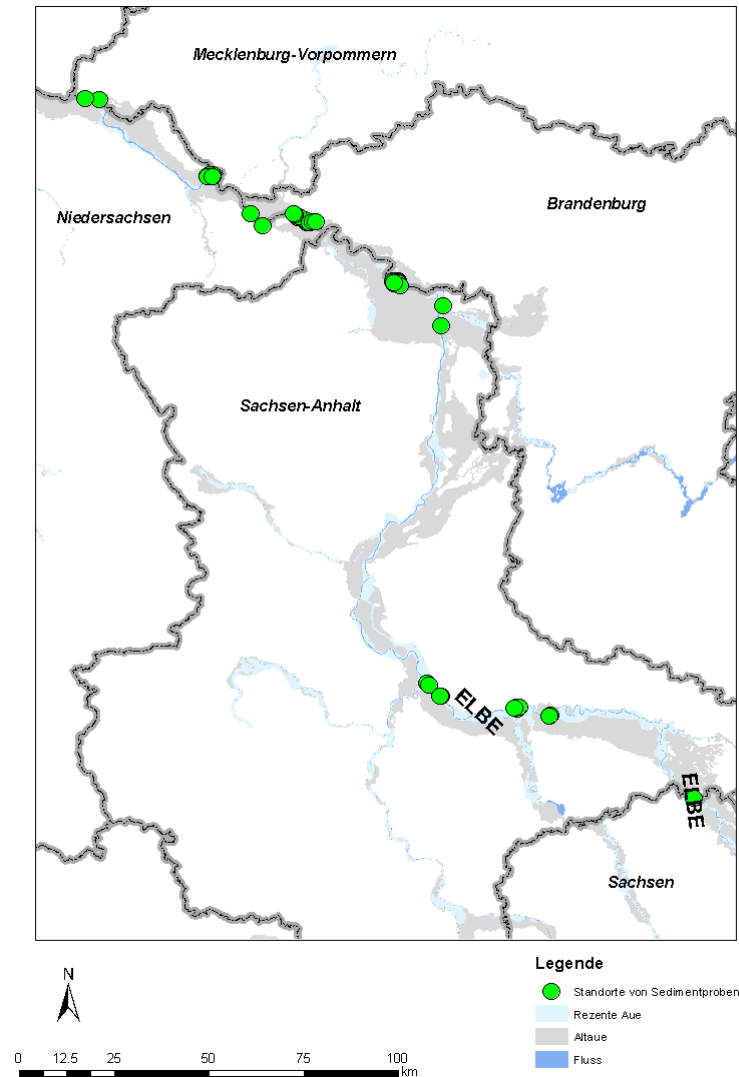 Mecklenburg-Vorpommern
Brandenburg
Niedersachsen
Sachsen-Anhalt
ELBE
ELBE
Sachsen
Legende
Standorte von Sedimentproben
Rezente Aue
Altaue
Fluss
N
0 12.5 25 50 75 100
km